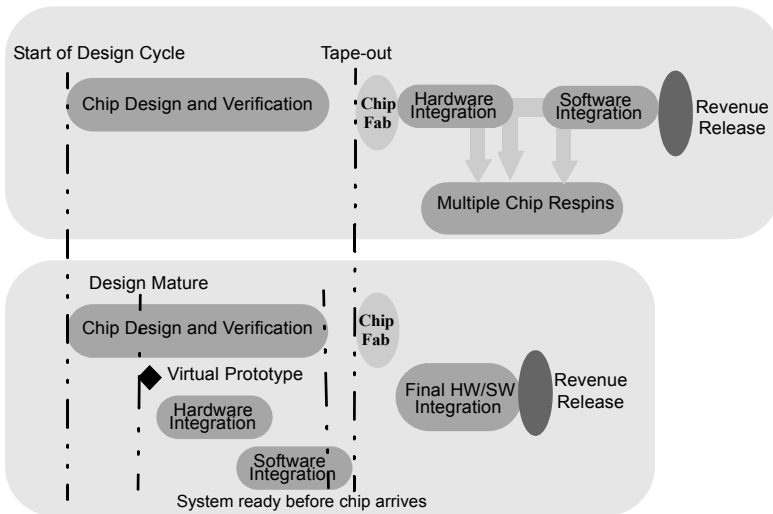 Start of Design Cycle
Tape-out
Chip Design and Verification
Chip
Fab
Hardware
Integration
Software
Integration
Revenue
Release
Multiple Chip Respins
Design Mature
Chip Design and Verification
Chip
Fab
Virtual Prototype
Hardware
Integration
Final HW/SW
Integration
Revenue
Release
Software
Integration
System ready before chip arrives